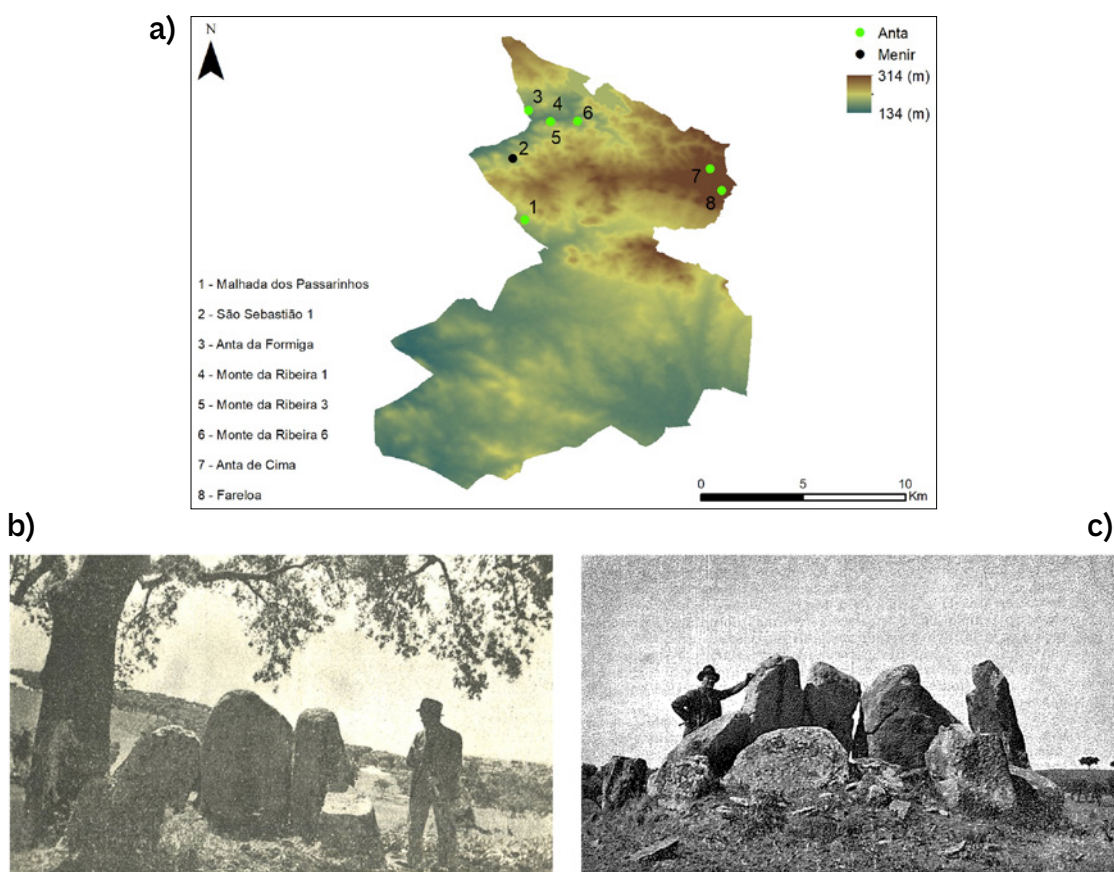 a)
N
Anta
Menir
314 (m)
134 (m)
3
4
6
5
2
7
8
1
1 - Malhada dos Passarinhos
2 - São Sebastião 1
3 - Anta da Formiga
4 - Monte da Ribeira 1
5 - Monte da Ribeira 3
6 - Monte da Ribeira 6
7 - Anta de Cima
8 - Fareloa
0 5 10
Km
b)
c)